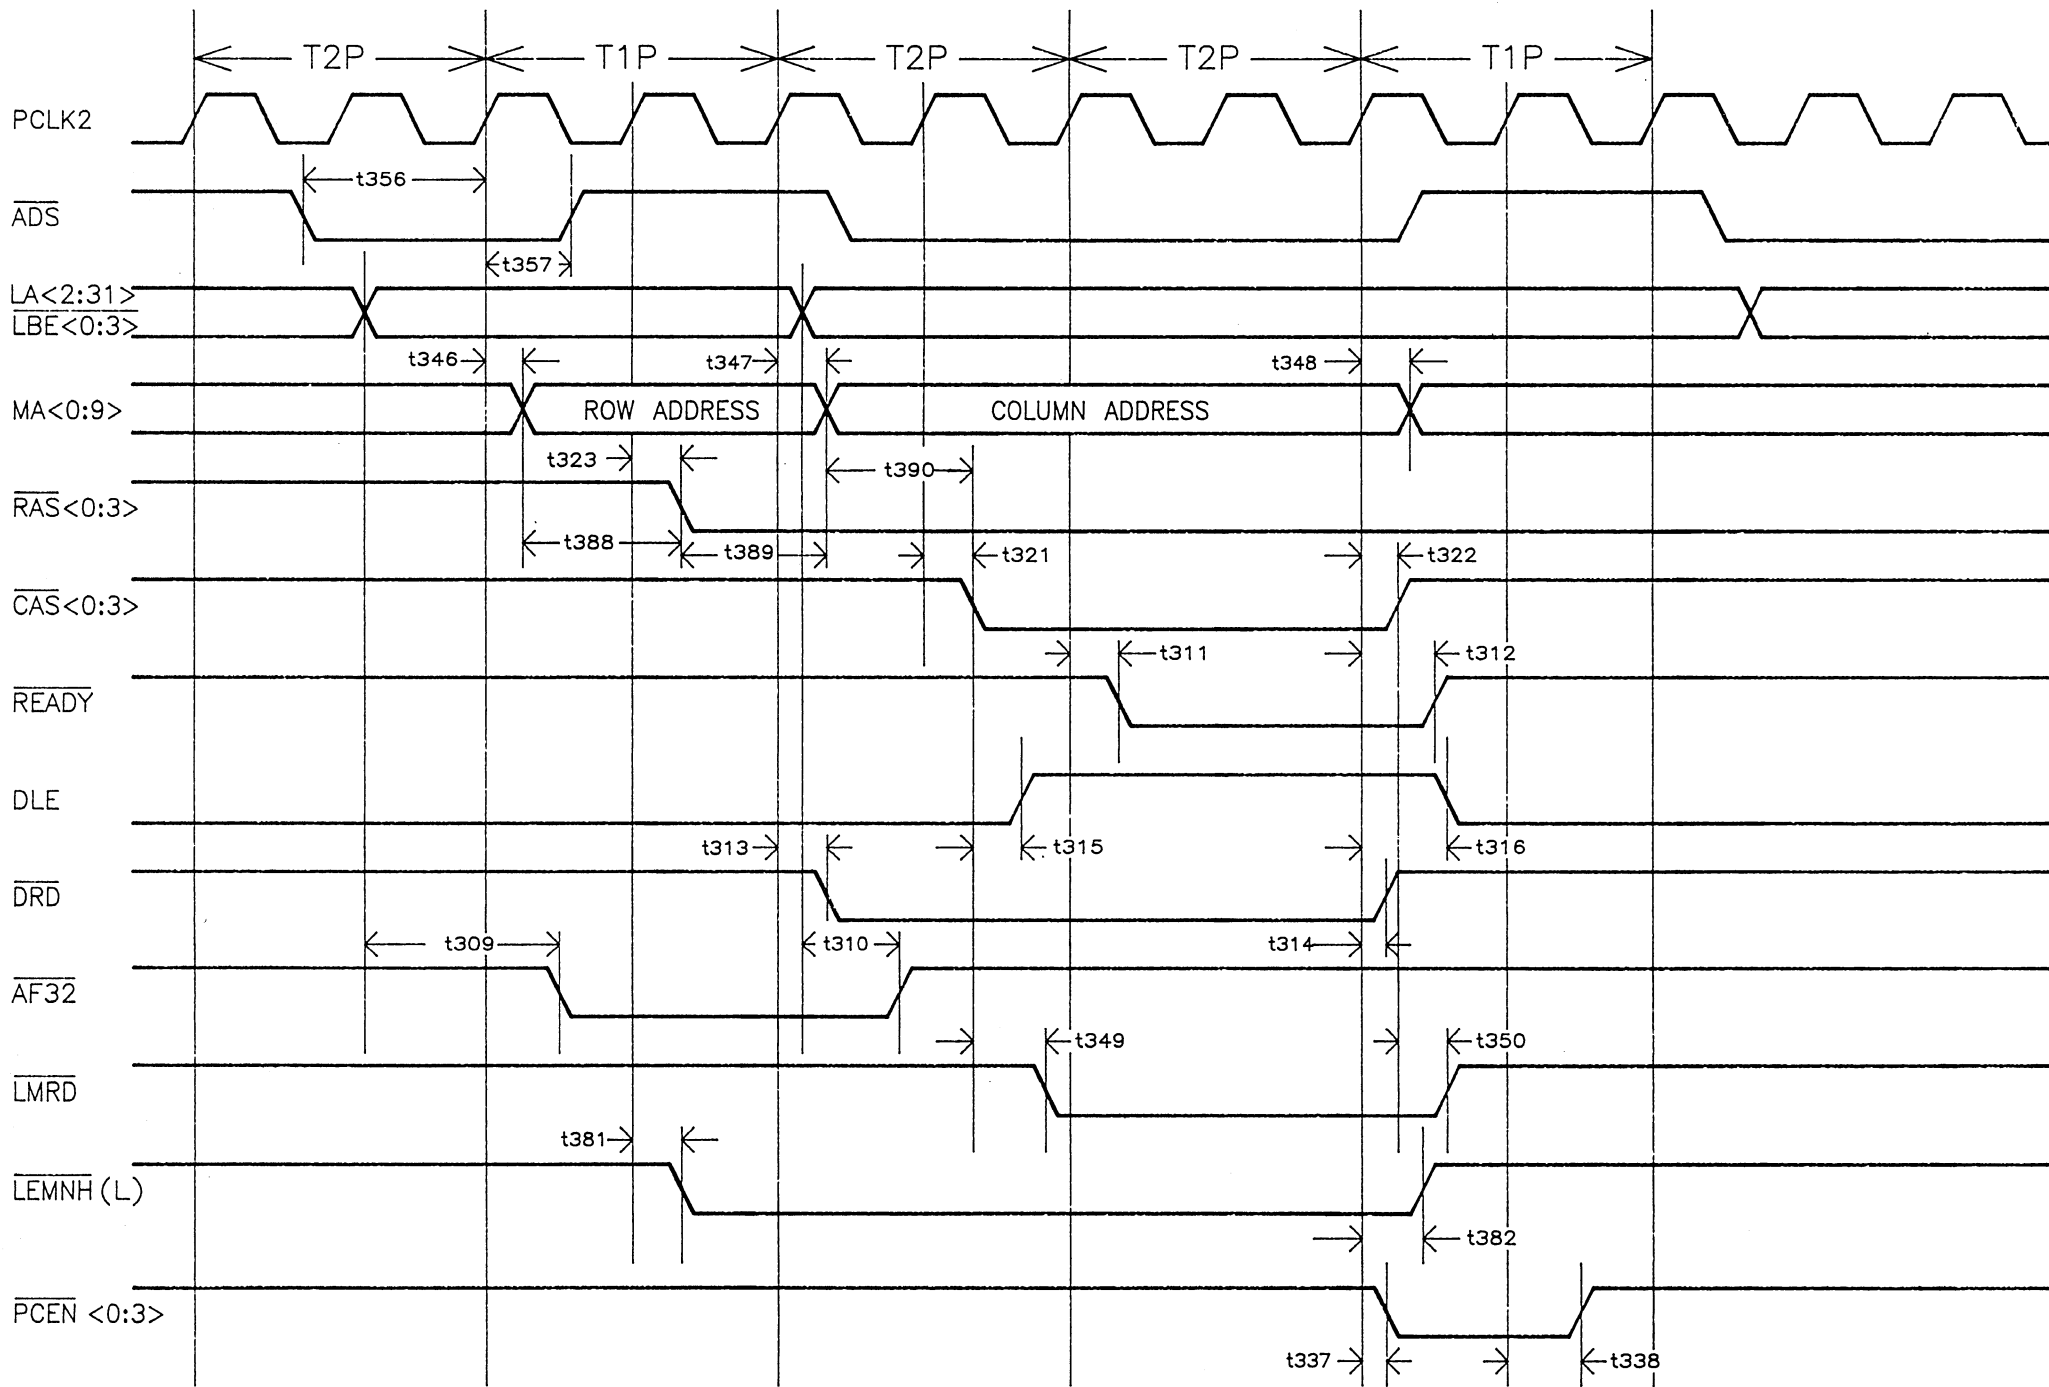 T2P T1P T2P T2P T1P
PCLK2
t356
ADS
t357
LA<2:31>
LBE<0:3>
t346 t347 t348
MA<0:9> ROW ADDRESS COLUMN ADDRESS
t323 t390
RAS<0:3>
t388 t389 t321 t322
CAS<0:3>
t311 t312
READY
DLE
t313 t315 t316
DRD
t309 t310 t314
AF32
t349 t350
LMRD
t381
LEMNH(L)
t382
PCEN <0:3>
t337 t338